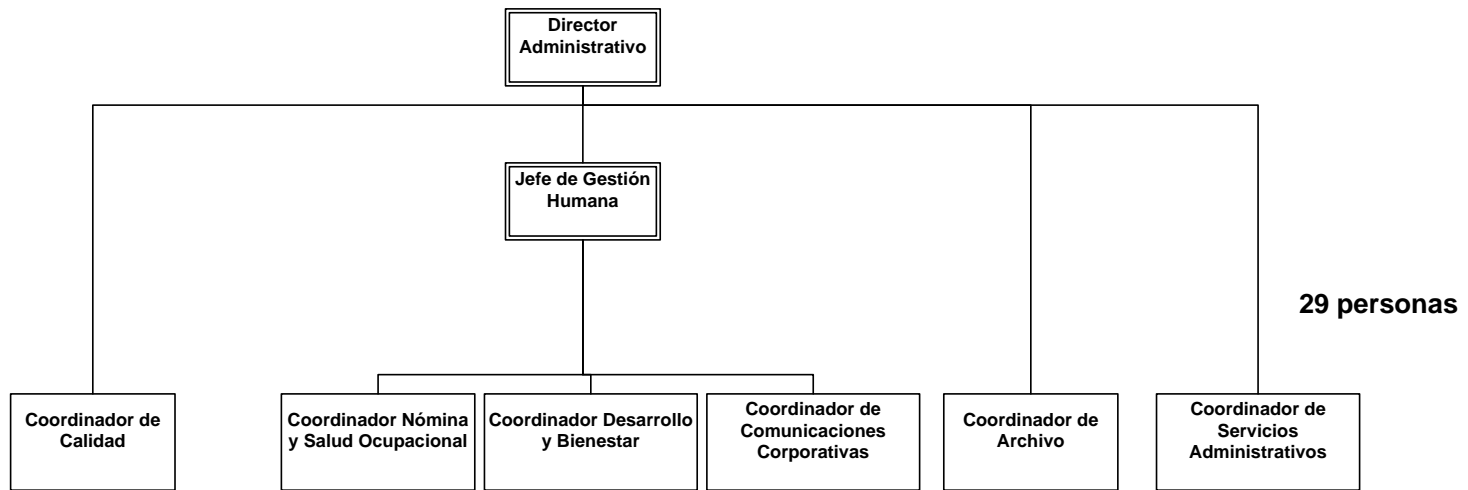 Director
Administrativo
Jefe de Gestión
Humana
29 personas
Coordinador de
Calidad
Coordinador Nómina
y Salud Ocupacional
Coordinador Desarrollo
y Bienestar
Coordinador de
Comunicaciones
Corporativas
Coordinador de
Archivo
Coordinador de
Servicios
Administrativos